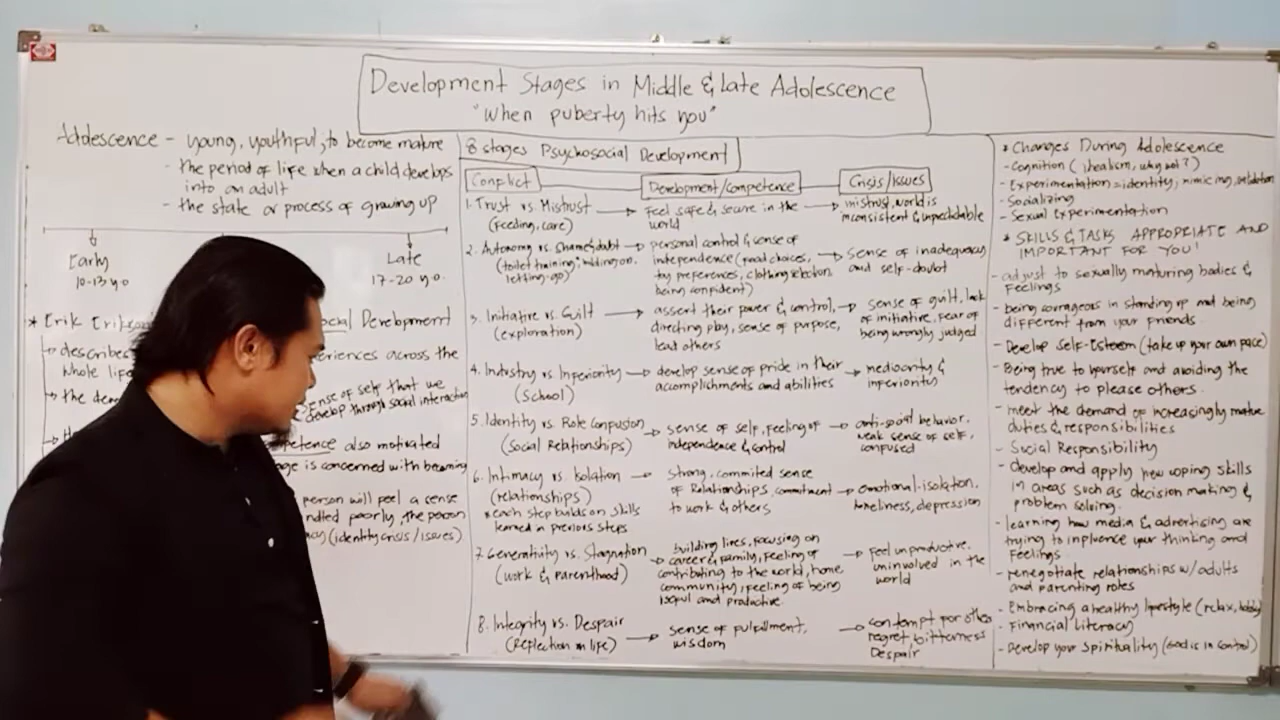 Development Stages in Middle & Late Adolescence
"When puberty hits you"
Adolescence - young, youthful, to become mature
- the period of life when a child develops
into an adult
- the state or process of growing up
Early
10-13 y.o
Late
17-20 y.o.
* Erik
social Development
describes
eriences across the
whole life
sense of self that we
develop through social interaction
competence also motivated
is concerned with becoming
person will feel a sense
handled poorly, the person
(identity crisis/issues)
8 stages Psychosocial Development
Conflict
Development/competence
Crisis/Issues
1. Trust vs. Mistrust
(feeding, care)
feel safe & secure in the
world
mistrust, world is
inconsistent & unpredictable
2. Autonomy vs. Shame & doubt
(toilet training, holding on,
letting-go)
personal control & sense of
independence (food choices,
toy preferences, clothing selection,
being confident)
Sense of inadequacy
and self-doubt
3. Initiative vs. Guilt
(exploration)
assert their power & control,
directing play, sense of purpose,
lead others
sense of guilt, lack
of initiative, fear of
being wrongly judged
4. Industry vs. Inferiority
(School)
develop sense of pride in their
accomplishments and abilities
mediocrity &
inferiority
5. Identity vs. Role Confusion
(Social Relationships)
sense of self, feeling of
independence & control
anti-social behavior,
weak sense of self,
confused
6. Intimacy vs. Isolation
(relationships)
*each step builds on skills
learned in previous steps
Strong, commited sense
of Relationships, commitment
to work & others
emotional-isolation,
loneliness, depression
7. Generativity vs. Stagnation
(work & parenthood)
building lives, focusing on
career & family, feeling of
contributing to the world, home,
community, feeling of being
useful and productive
Feel unproductive,
uninvolved in the
world
8. Integrity vs. Despair
(Reflection on life)
sense of fulfillment,
wisdom
contempt for others
regret, bitterness
Despair
* Changes During Adolescence
- Cognition (idealism, why not?)
- Experimentation = identity, mimicing, validation
- Socializing
- Sexual Experimentation
* SKILLS & TASKS APPROPRIATE AND
IMPORTANT FOR YOU!
- adjust to sexually maturing bodies &
feelings
- being courageous in standing up and being
different from your friends
- Develop self-Esteem (take up your own pace)
- Being true to yourself and avoiding the
tendency to please others.
- meet the demand of increasingly mature
duties & responsibilities
- Social Responsibility
- develop and apply new coping skills
in areas such as decision making &
problem solving.
- learning how media & advertising are
trying to influence your thinking and
feelings
- renegotiate relationships w/ adults
and parenting roles
- Embracing a healthy lifestyle (relax, hobby)
- Financial Literacy
- Develop your Spirituality (God is in control)